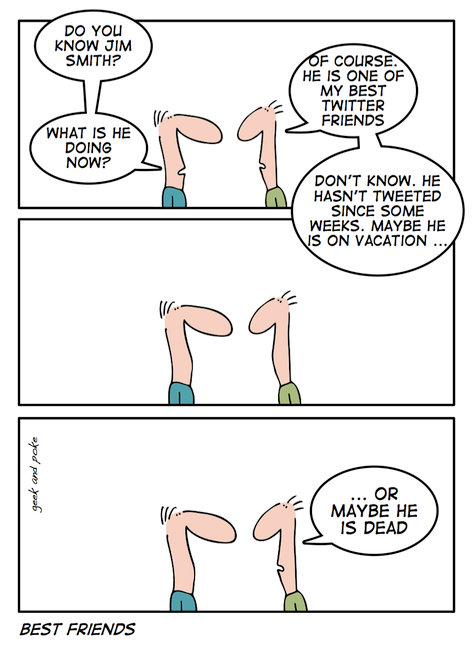 DO YOU
KNOW JIM
SMITH?
OF COURSE.
HE IS ONE OF
MY BEST
TWITTER
FRIENDS
WHAT IS HE
DOING
NOW?
DON'T KNOW. HE
HASN'T TWEETED
SINCE SOME
WEEKS. MAYBE HE
IS ON VACATION ...
geek and poke
... OR
MAYBE HE
IS DEAD
BEST FRIENDS